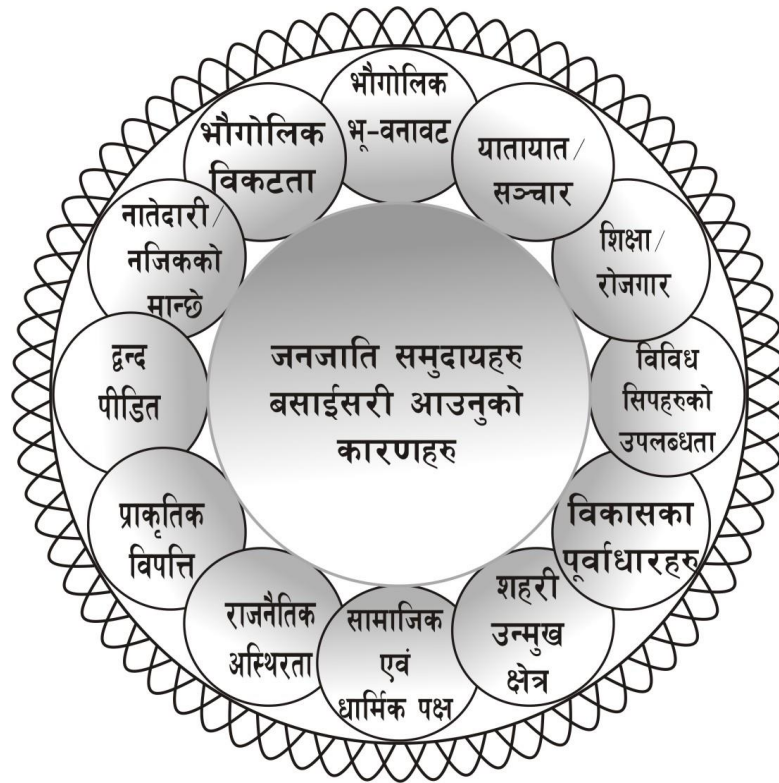 जनजाति समुदायहरु
बसाईसरी आउनुको
कारणहरु
भौगोलिक
भू-वनावट
यातायात/
सञ्चार
शिक्षा/
रोजगार
विविध
सिपहरुको
उपलब्धता
विकासका
पूर्वाधारहरु
शहरी
उन्मुख
क्षेत्र
सामाजिक
एवं
धार्मिक पक्ष
राजनैतिक
अस्थिरता
प्राकृतिक
विपत्ति
द्वन्द
पीडित
नातेदारी/
नजिकको
मान्छे
भौगोलिक
विकटता